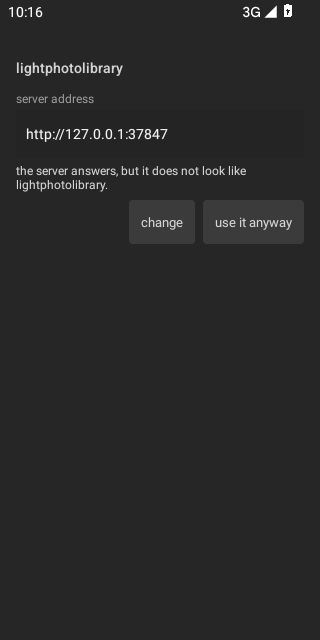 10:16
3G
lightphotolibrary
server address
http://127.0.0.1:37847
the server answers, but it does not look like
lightphotolibrary.
change
use it anyway